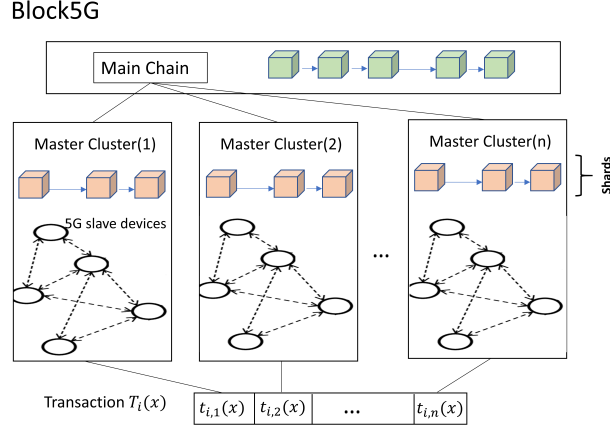 Block5G
Main Chain
Master Cluster(1)
Master Cluster(2)
Master Cluster(n)
Shards
5G slave devices
...
Transaction T_i(x)
t_{i,1}(x) t_{i,2}(x) ... t_{i,n}(x)